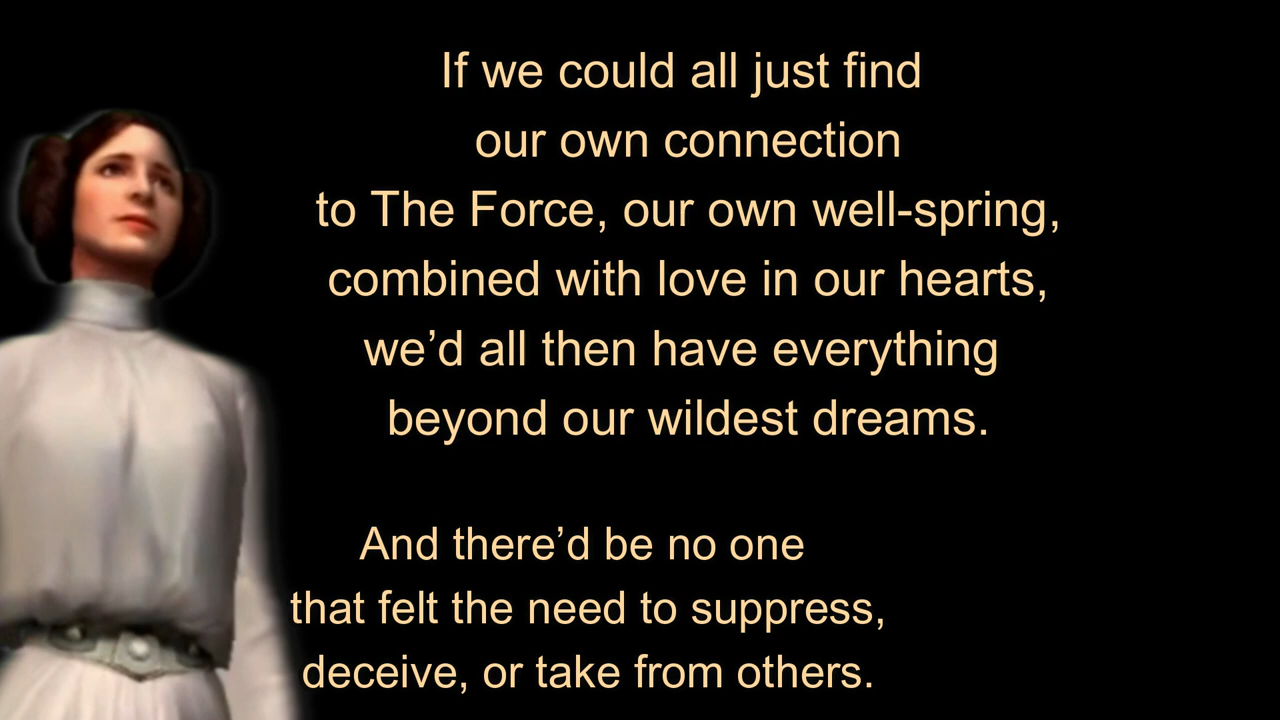 If we could all just find
our own connection
to The Force, our own well-spring,
combined with love in our hearts,
we’d all then have everything
beyond our wildest dreams.
And there’d be no one
that felt the need to suppress,
deceive, or take from others.